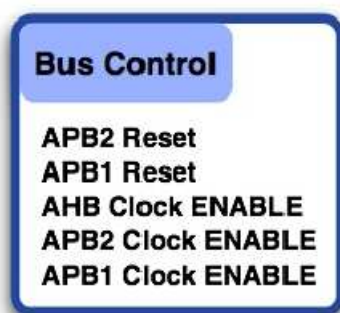 Bus Control
APB2 Reset
APB1 Reset
AHB Clock ENABLE
APB2 Clock ENABLE
APB1 Clock ENABLE